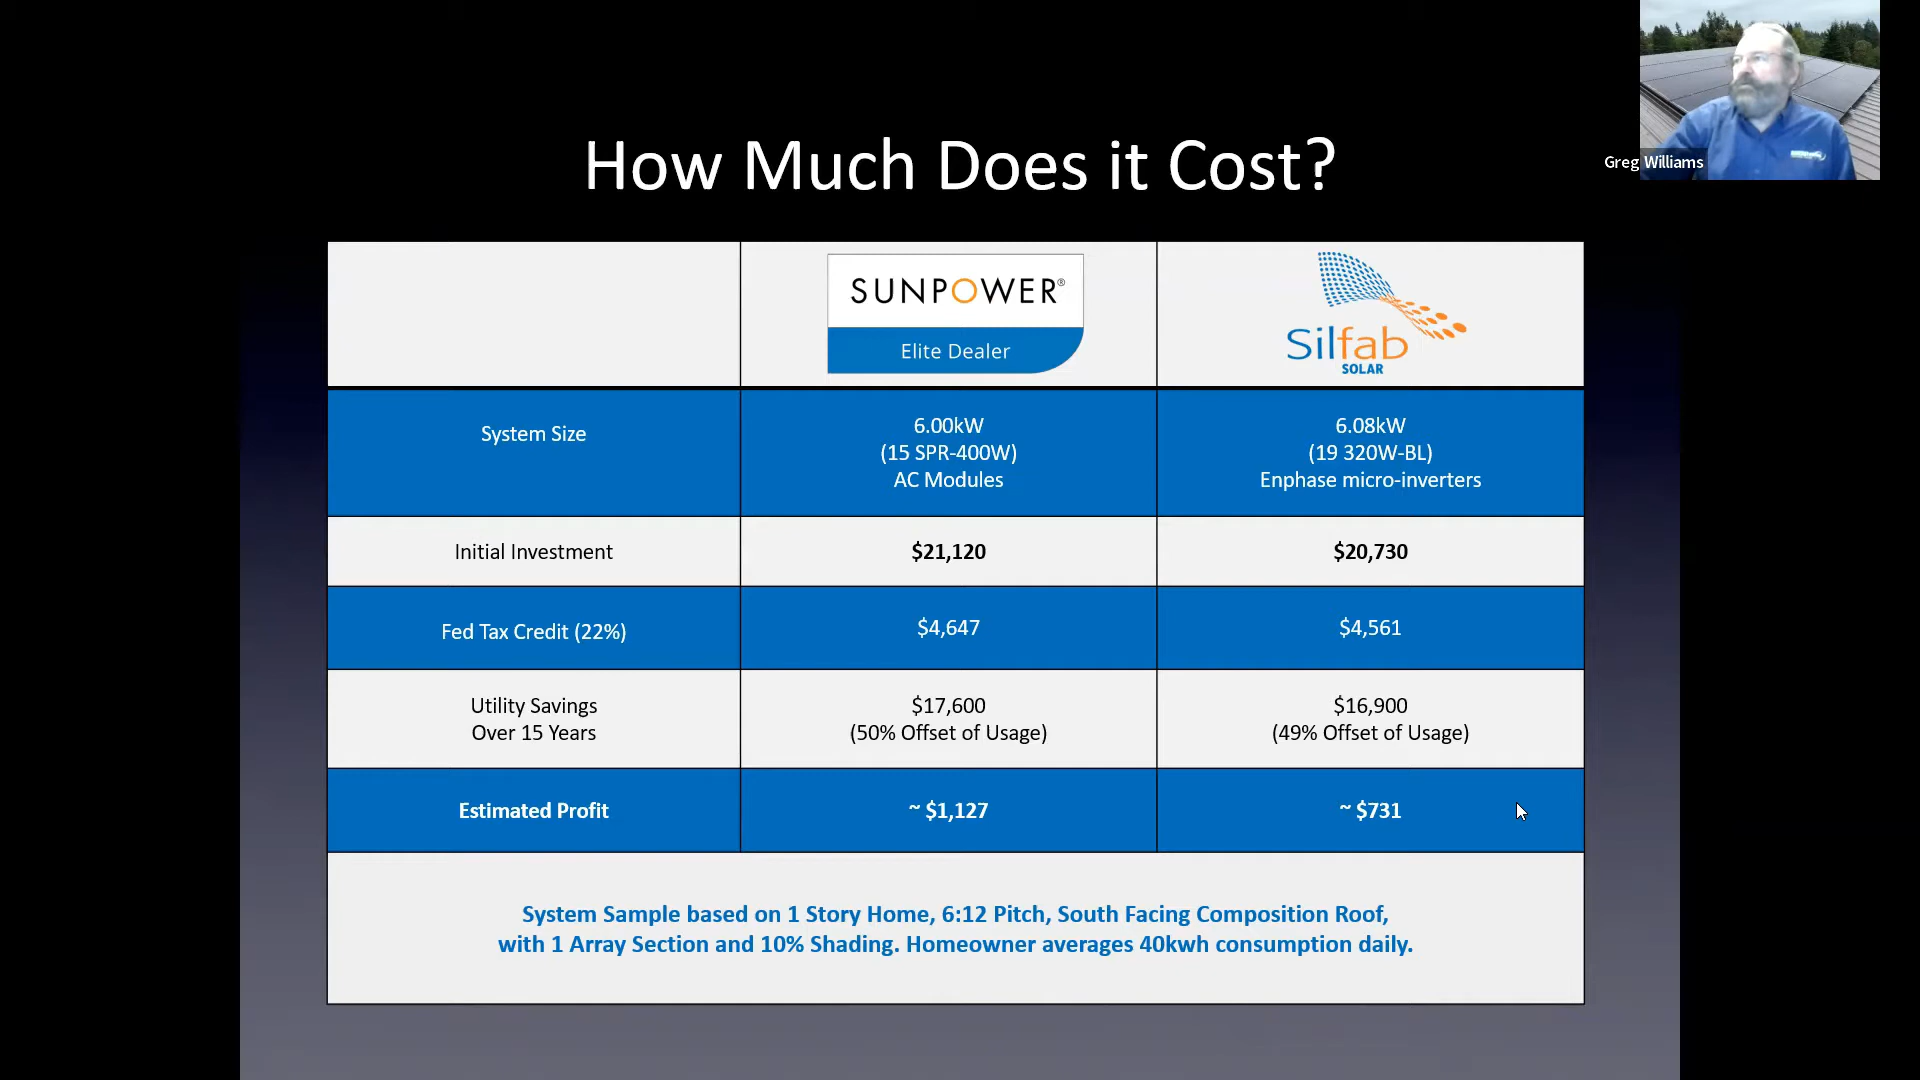 Greg Williams
How Much Does it Cost?
SUNPOWER®
Elite Dealer
Silfab
SOLAR
System Size
6.00kW
(15 SPR-400W)
AC Modules
6.08kW
(19 320W-BL)
Enphase micro-inverters
Initial Investment
$21,120
$20,730
Fed Tax Credit (22%)
$4,647
$4,561
Utility Savings
Over 15 Years
$17,600
(50% Offset of Usage)
$16,900
(49% Offset of Usage)
Estimated Profit
~ $1,127
~ $731
System Sample based on 1 Story Home, 6:12 Pitch, South Facing Composition Roof,
with 1 Array Section and 10% Shading. Homeowner averages 40kwh consumption daily.